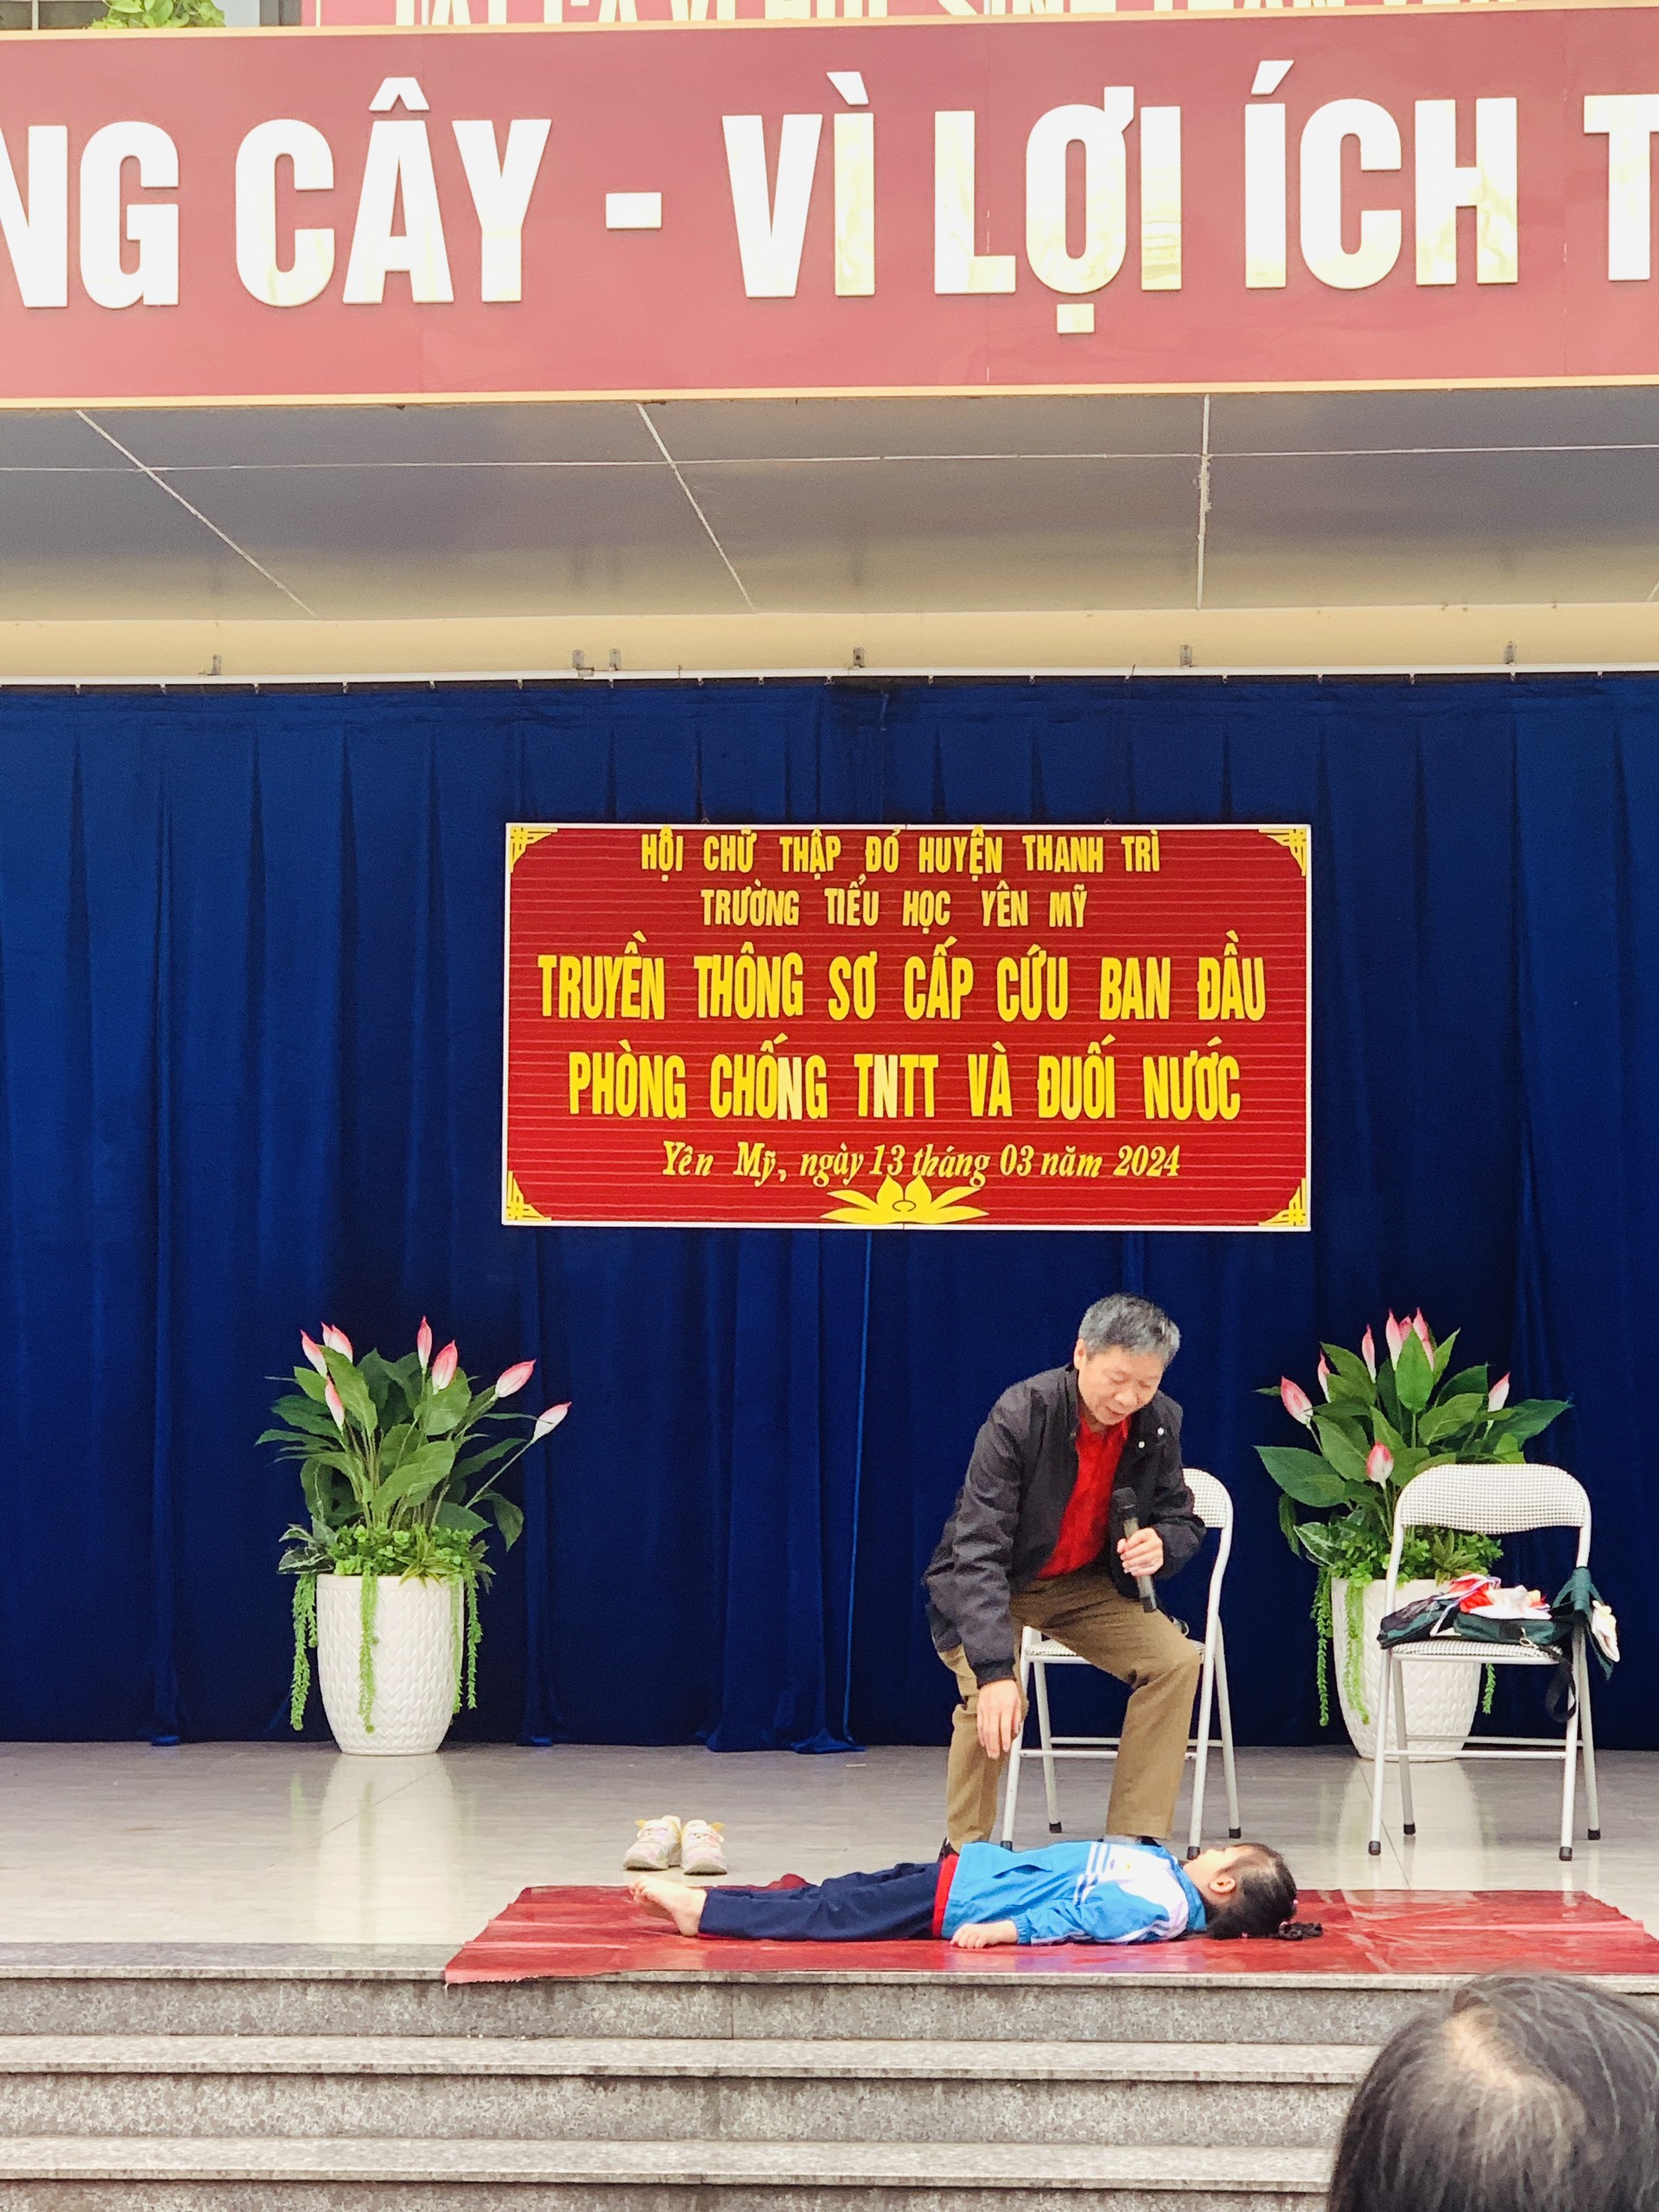 CÂY - VÌ LỢI ÍCH
HỘI CHỮ THẬP ĐỎ HUYỆN THANH TRÌ
TRƯỜNG TIỂU HỌC YÊN MỸ
TRUYỀN THÔNG SƠ CẤP CỨU BAN ĐẦU
PHÒNG CHỐNG TNTT VÀ ĐUỐI NƯỚC
Yên Mỹ, ngày 13 tháng 03 năm 2024